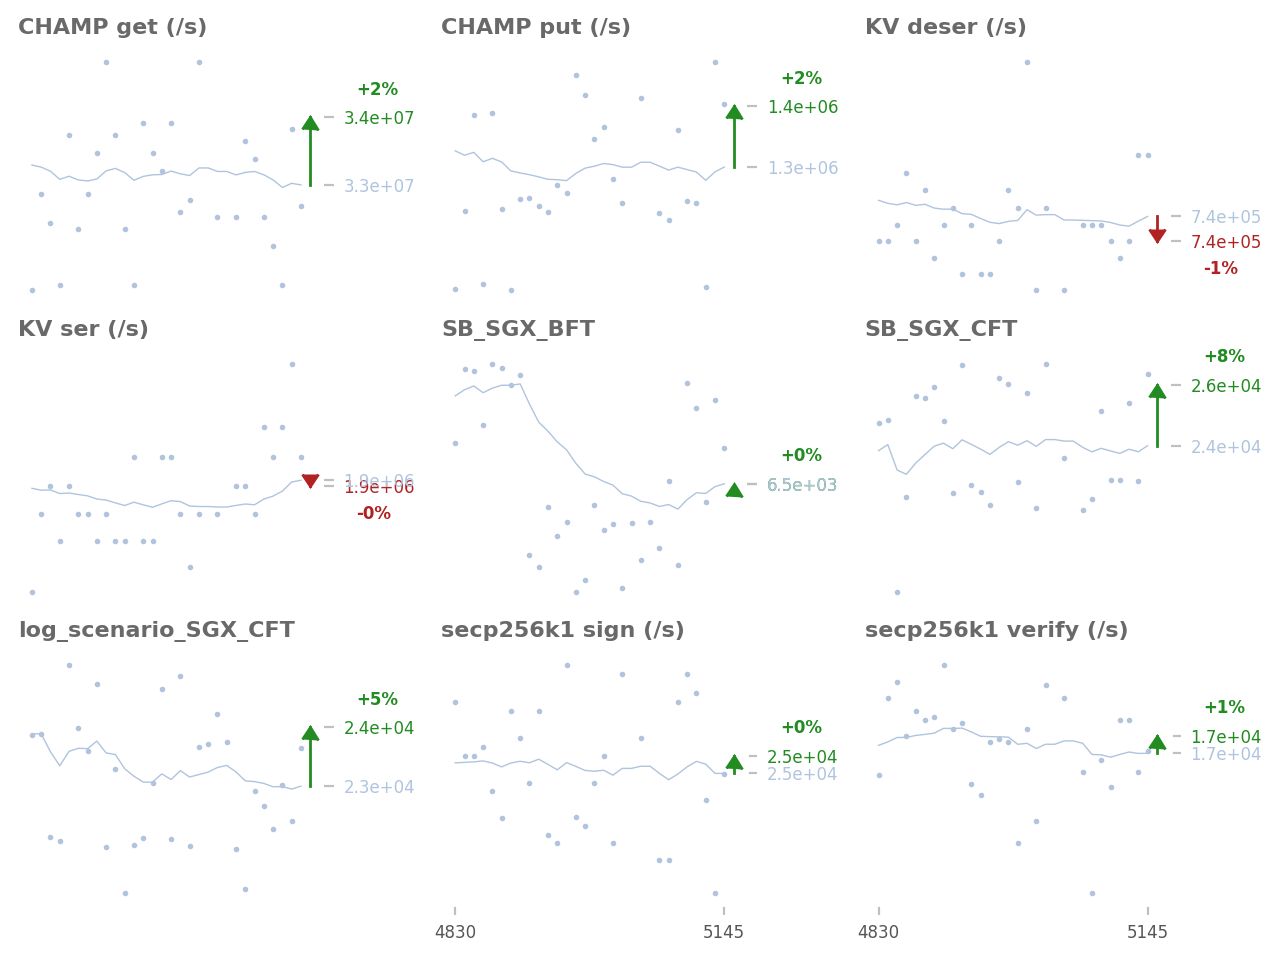 CHAMP get (/s)
+2%
3.4e+07
3.3e+07
CHAMP put (/s)
+2%
1.4e+06
1.3e+06
KV deser (/s)
7.4e+05
7.4e+05
-1%
KV ser (/s)
1.9e+06
1.9e+06
-0%
SB_SGX_BFT
+0%
6.5e+03
SB_SGX_CFT
+8%
2.6e+04
2.4e+04
log_scenario_SGX_CFT
+5%
2.4e+04
2.3e+04
secp256k1 sign (/s)
+0%
2.5e+04
2.5e+04
4830
5145
secp256k1 verify (/s)
+1%
1.7e+04
1.7e+04
4830
5145